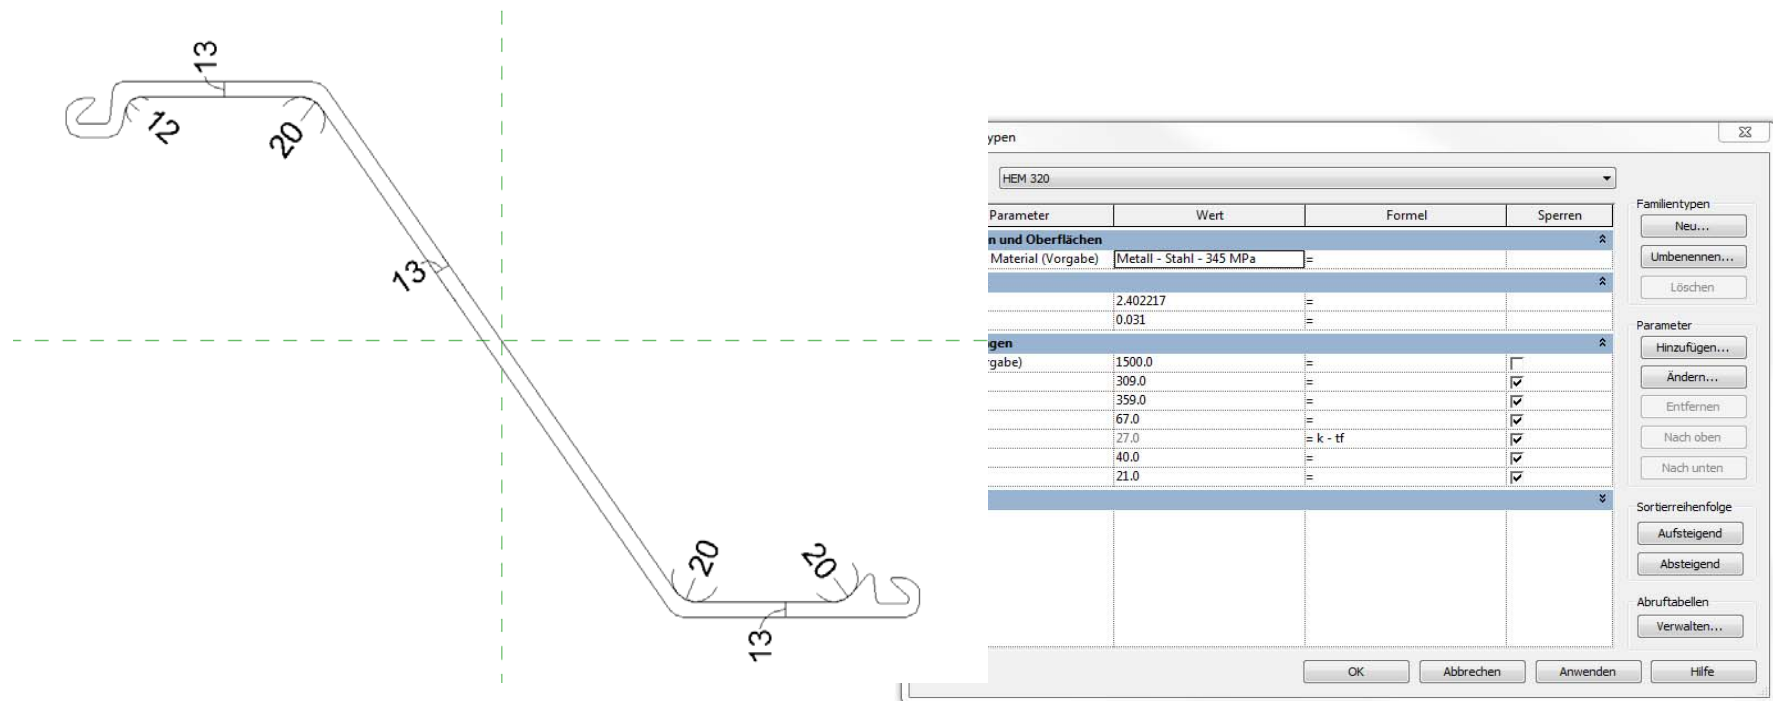 13
12
20
13
20
20
13
ypen
HEM 320
Parameter Wert Formel Sperren
n und Oberflächen
Material (Vorgabe) Metall - Stahl - 345 MPa =
2.402217 =
0.031 =
gen
rgabe) 1500.0 =
309.0 =
359.0 =
67.0 =
27.0 = k - tf
40.0 =
21.0 =
Familientypen
Neu...
Umbenennen...
Löschen
Parameter
Hinzufügen...
Ändern...
Entfernen
Nach oben
Nach unten
Sortierreihenfolge
Aufsteigend
Absteigend
Abruftabellen
Verwalten...
OK Abbrechen Anwenden Hilfe